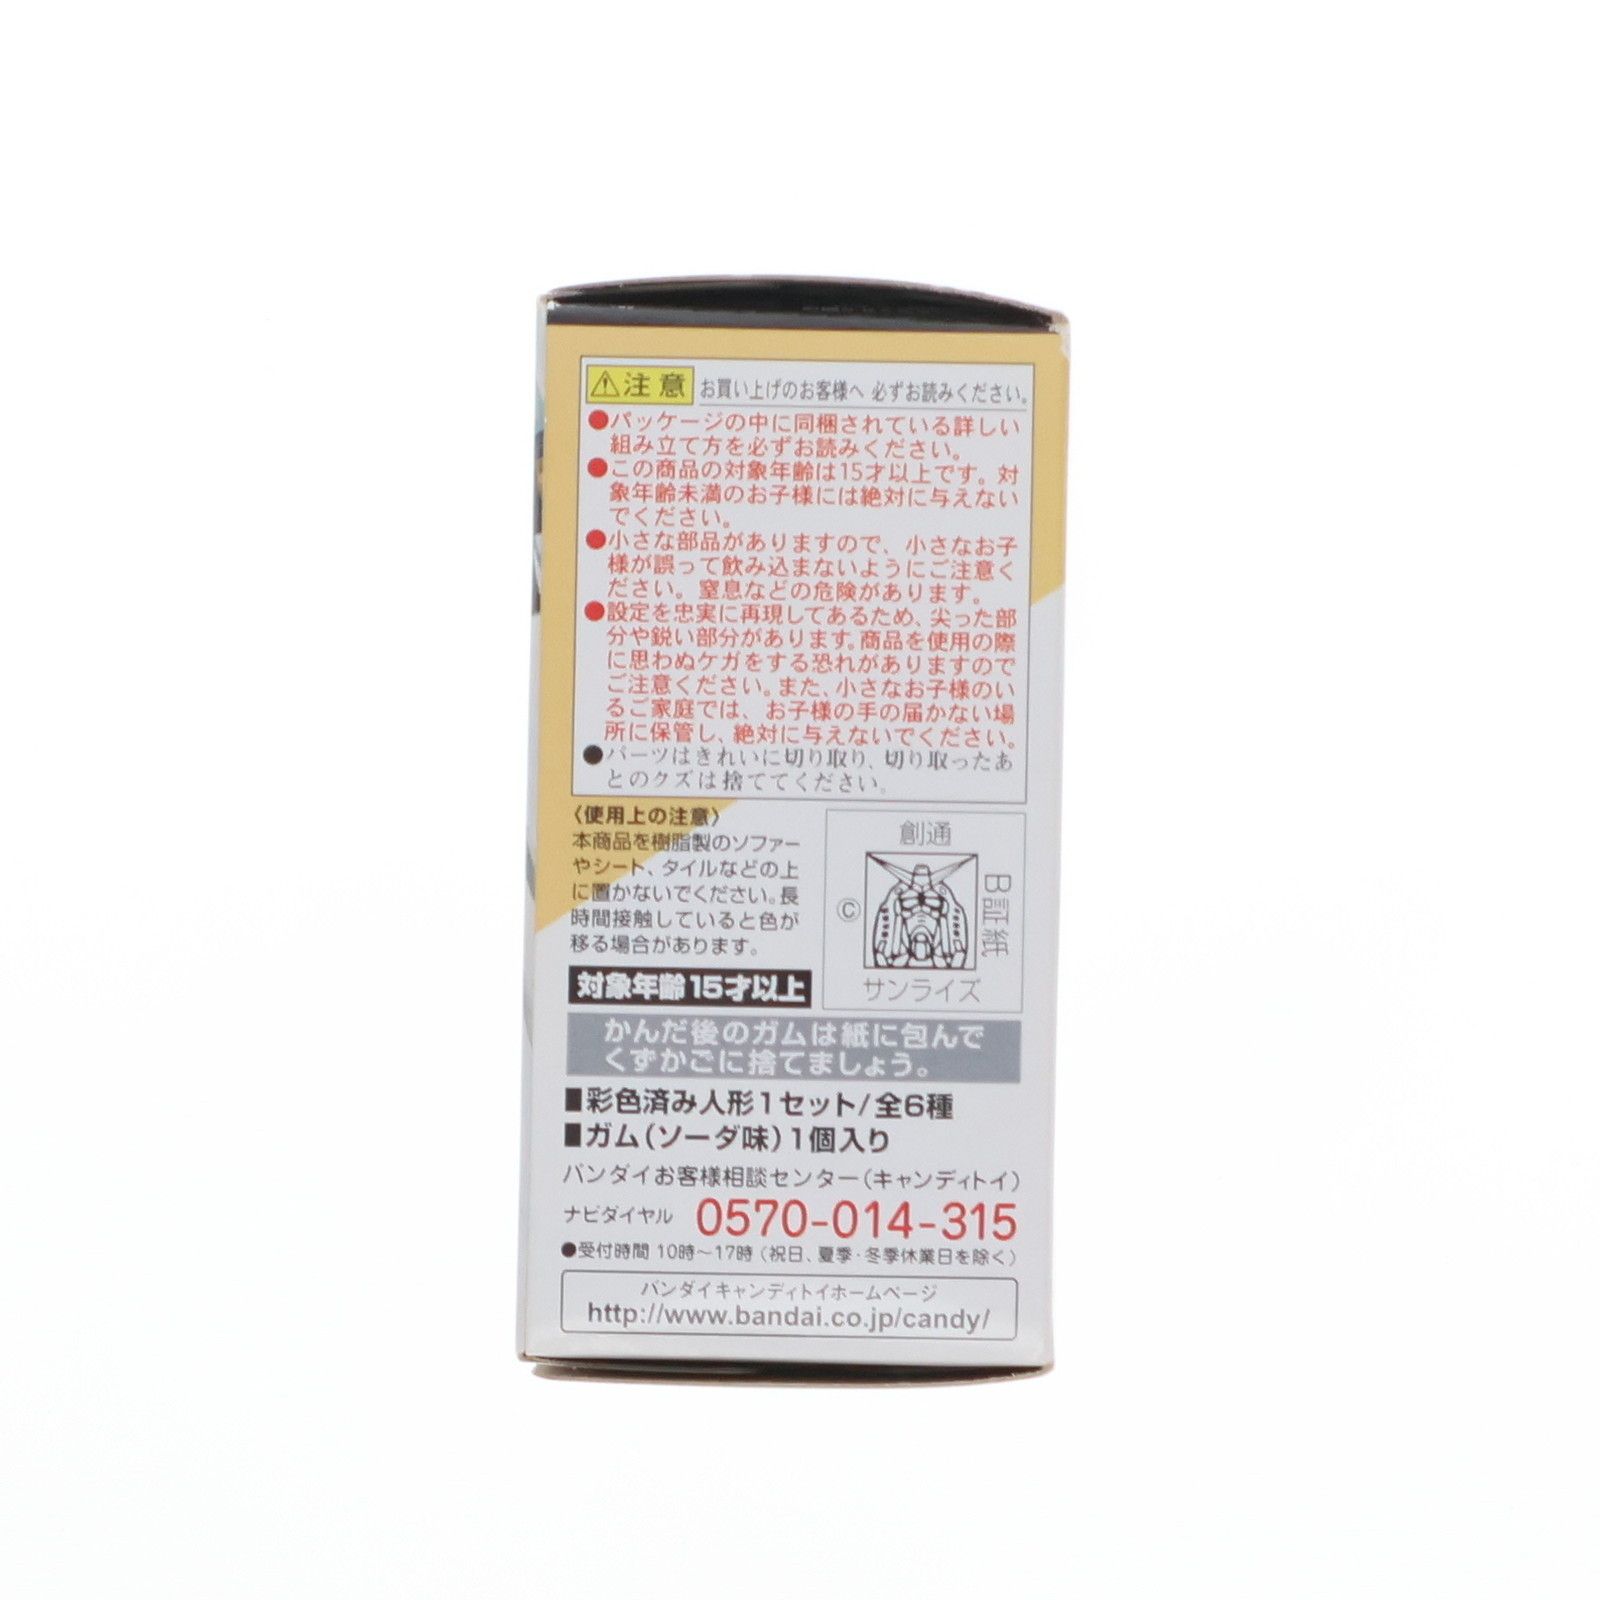 注意 お買い上げのお客様へ 必ずお読みください。
●パッケージの中に同梱されている詳しい
組み立て方を必ずお読みください。
●この商品の対象年齢は15才以上です。対
象年齢未満のお子様には絶対に与えない
でください。
●小さな部品がありますので、小さなお子
様が誤って飲み込まないようにご注意く
ださい。窒息などの危険があります。
●設定を忠実に再現してあるため、尖った部
分や鋭い部分があります。商品を使用の際
に思わぬケガをする恐れがありますので
ご注意ください。また、小さなお子様のい
るご家庭では、お子様の手の届かない場
所に保管し、絶対に与えないでください。
●パーツはきれいに切り取り、切り取ったあ
とのクズは捨ててください。
〈使用上の注意〉
本商品を樹脂製のソファー
やシート、タイルなどの上
に置かないでください。長
時間接触していると色が
移る場合があります。
対象年齢15才以上
創通
©
B証紙
サンライズ
かんだ後のガムは紙に包んで
くずかごに捨てましょう。
■彩色済み人形1セット/全6種
■ガム(ソーダ味)1個入り
バンダイお客様相談センター(キャンディトイ)
ナビダイヤル 0570-014-315
●受付時間 10時～17時(祝日、夏季・冬季休業日を除く)
バンダイキャンディトイホームページ
http://www.bandai.co.jp/candy/